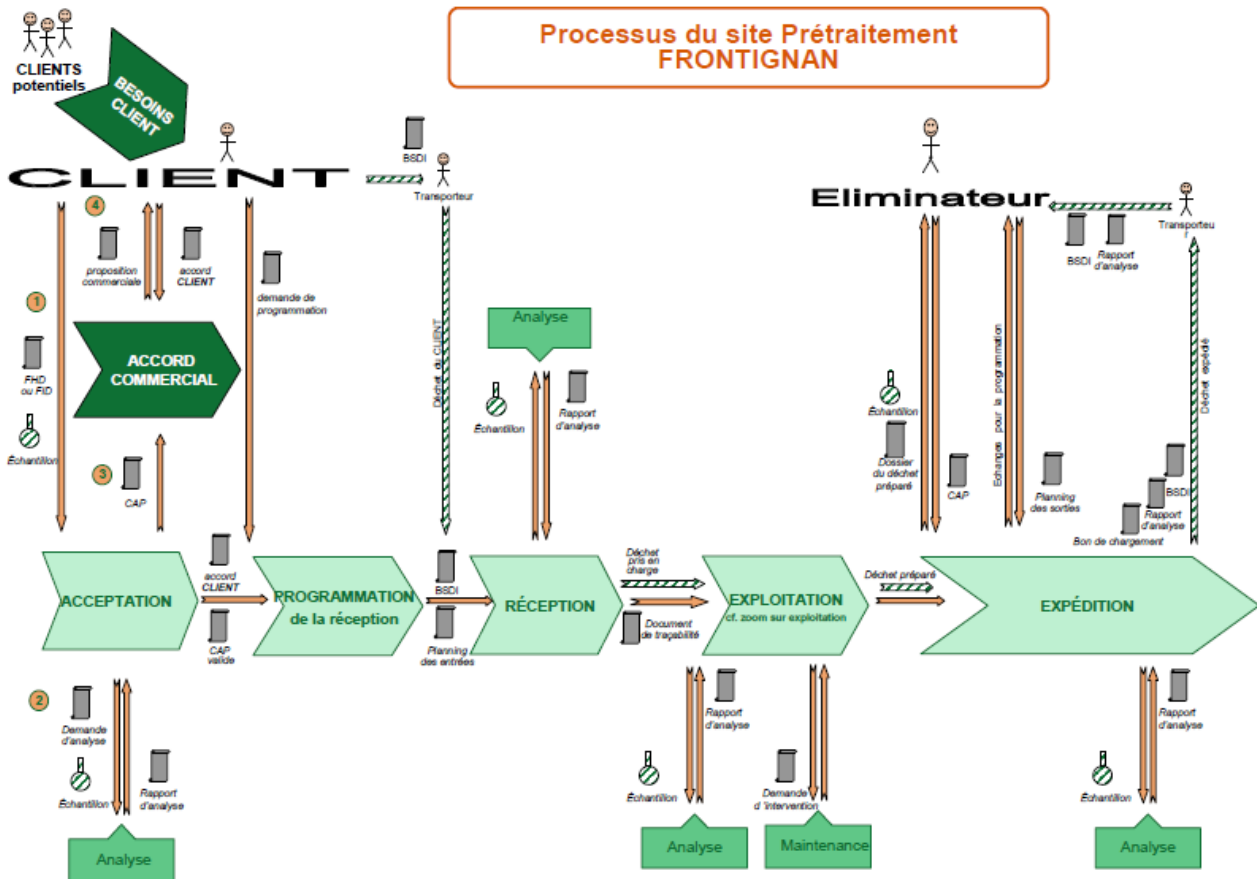 Processus du site Prétraitement
FRONTIGNAN
CLIENTS
potentiels
BESOINS
CLIENT
CLIENT
BSDI
Transporteur
Eliminateur
Transporteu
r
BSDI
Rapport
d'analyse
4
proposition
commerciale
accord
CLIENT
demande de
programmation
1
FHD
ou FID
Échantillon
ACCORD
COMMERCIAL
3
CAP
Déchet du CLIENT
Analyse
Échantillon
Rapport
d'analyse
Échantillon
Dossier
du déchet
préparé
CAP
Echanges pour la programmation
Planning
des sorties
Déchet expédié
BSDI
Rapport
d'analyse
Bon de chargement
ACCEPTATION
accord
CLIENT
CAP
valide
PROGRAMMATION
de la réception
BSDI
Planning
des entrées
RÉCEPTION
Déchet
pris en
charge
Document
de traçabilité
EXPLOITATION
cf. zoom sur exploitation
Déchet préparé
EXPÉDITION
2
Demande
d'analyse
Échantillon
Rapport
d'analyse
Analyse
Rapport
d'analyse
Échantillon
Analyse
Demande
d 'intervention
Maintenance
Rapport
d'analyse
Échantillon
Analyse